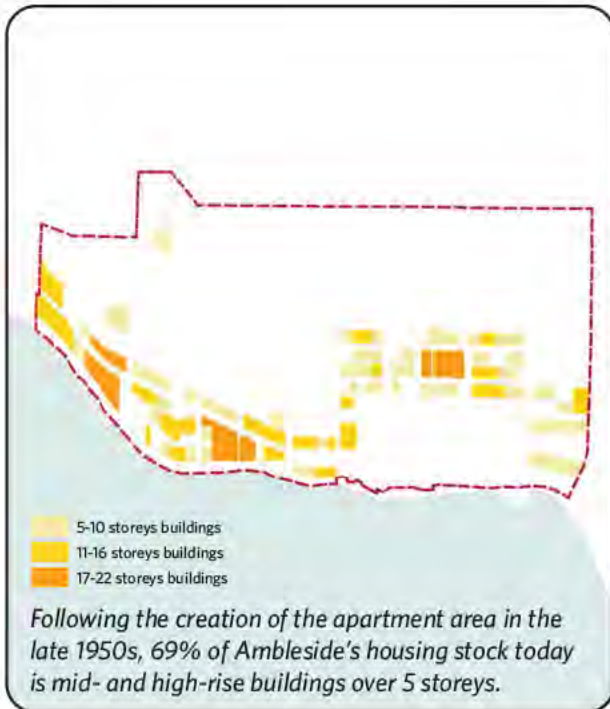 5-10 storeys buildings
11-16 storeys buildings
17-22 storeys buildings
Following the creation of the apartment area in the
late 1950s, 69% of Ambleside's housing stock today
is mid- and high-rise buildings over 5 storeys.